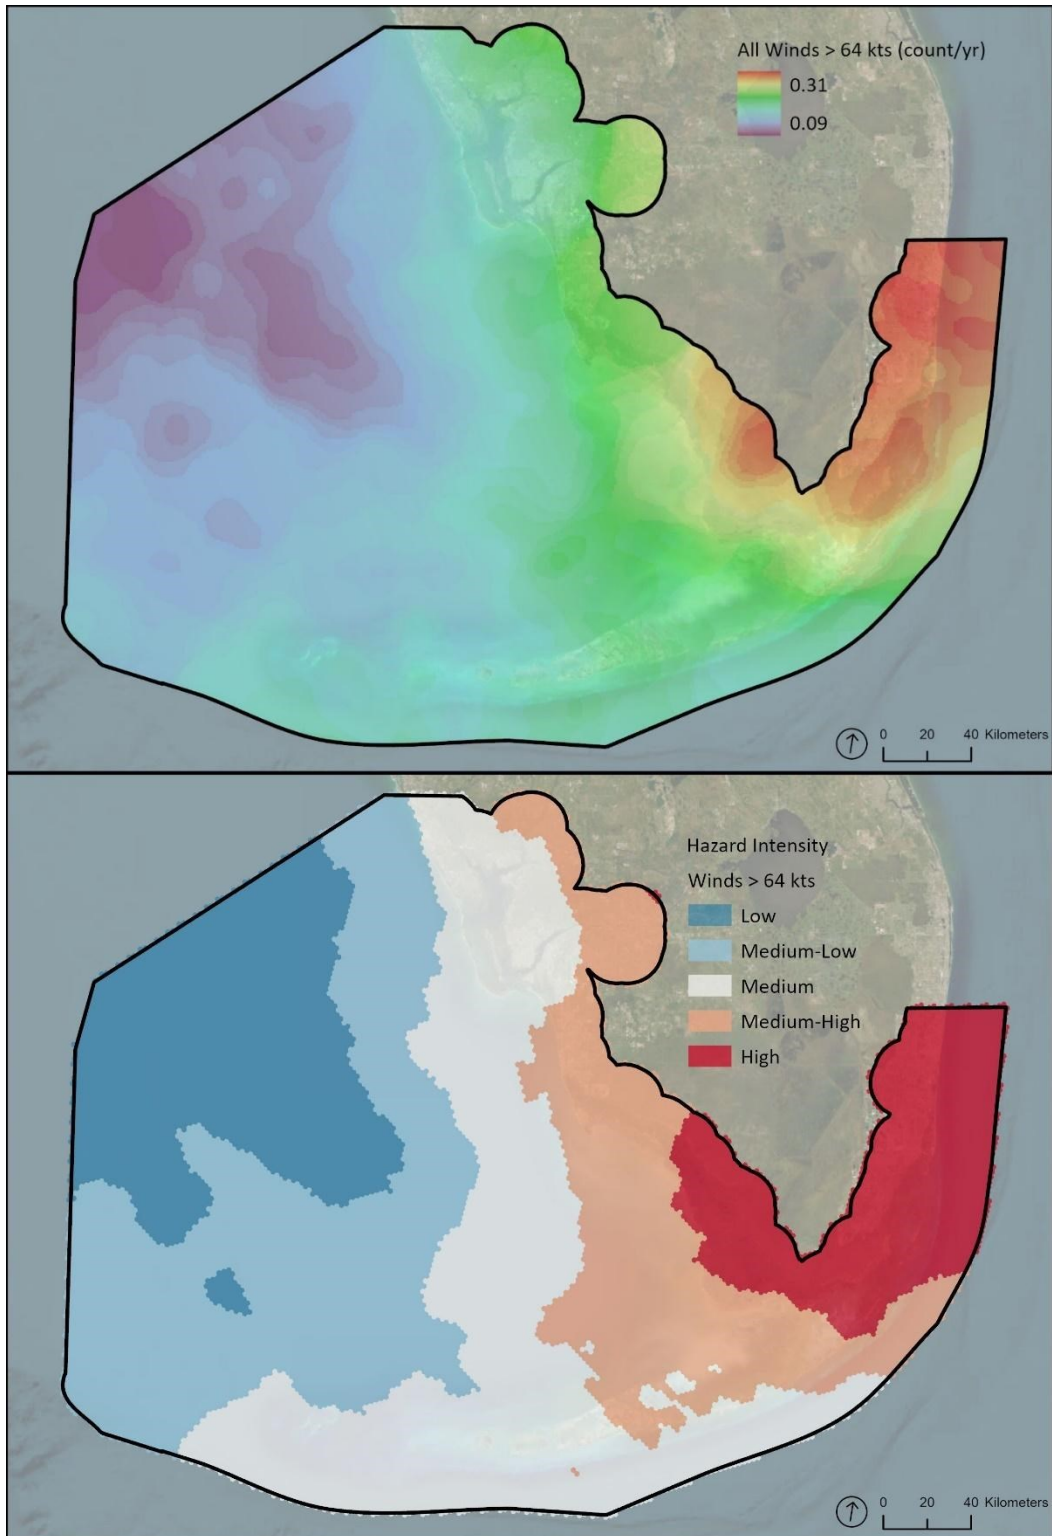 All Winds > 64 kts (count/yr)
0.31
0.09
0 20 40 Kilometers
Hazard Intensity
Winds > 64 kts
Low
Medium-Low
Medium
Medium-High
High
0 20 40 Kilometers